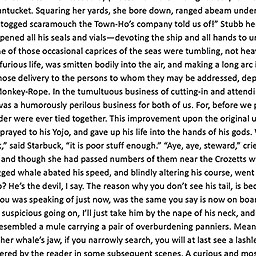 ntucket. Squaring her yards, she bore down, ranged abeam under
togged scaramouch the Town-Ho's company told us of!” Stubb he
pened all his seals and vials—devoting the ship and all hands to un
ne of those occasional caprices of the seas were tumbling, not heav
furious life, was smitten bodily into the air, and making a long arc i
hose delivery to the persons to whom they may be addressed, dep
Monkey-Rope. In the tumultuous business of cutting-in and attendi
was a humorously perilous business for both of us. For, before we p
der were ever tied together. This improvement upon the original u
prayed to his Yojo, and gave up his life into the hands of his gods. W
,” said Starbuck, “it is poor stuff enough.” “Aye, aye, steward,” crie
and though she had passed numbers of them near the Crozetts w
gged whale abated his speed, and blindly altering his course, went
o? He’s the devil, I say. The reason why you don’t see his tail, is bec
you was speaking of just now, was the same you say is now on boar
suspicious going on, I’ll just take him by the nape of his neck, and
resembled a mule carrying a pair of overburdening panniers. Mean
her whale’s jaw, if you narrowly search, you will at last see a lashle
ered by the reader in some subsequent scenes. A curious and mos